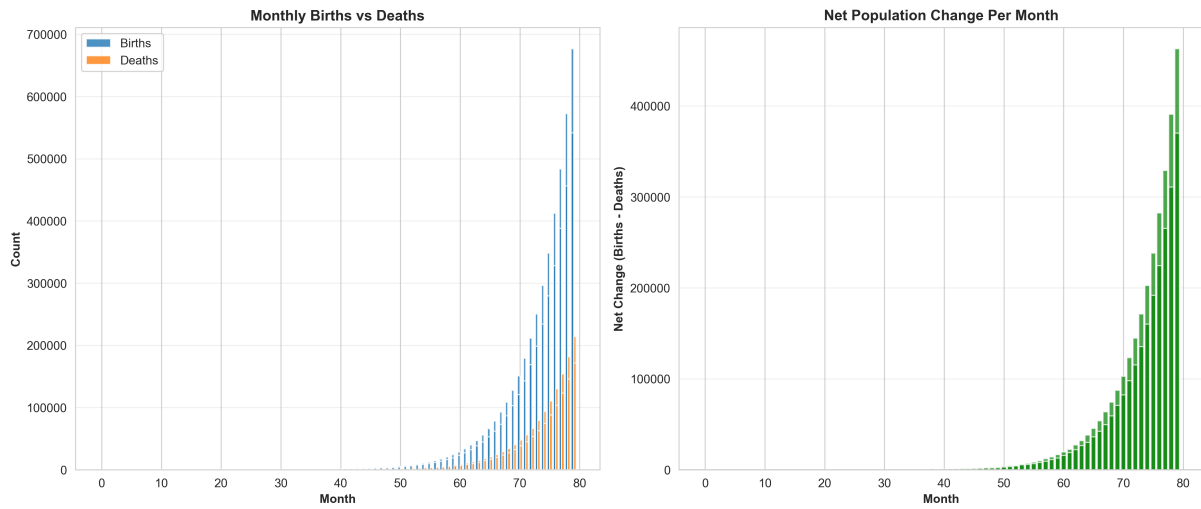 Monthly Births vs Deaths
Births
Deaths
Count
700000
600000
500000
400000
300000
200000
100000
0
0 10 20 30 40 50 60 70 80
Month
Net Population Change Per Month
Net Change (Births - Deaths)
400000
300000
200000
100000
0
0 10 20 30 40 50 60 70 80
Month